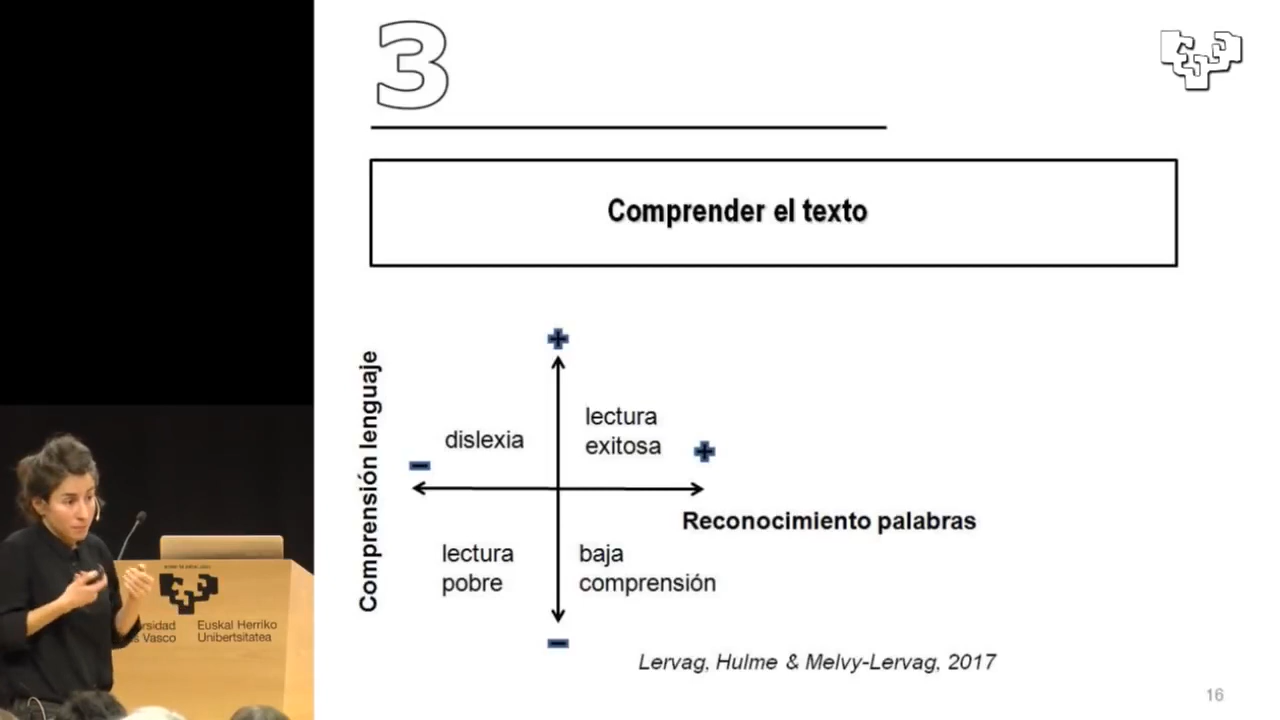 3
Comprender el texto
Comprensión lenguaje
dislexia
lectura
exitosa
Reconocimiento palabras
lectura
pobre
baja
comprensión
Lervag, Hulme & Melvy-Lervag, 2017
16
Euskal Herriko
Unibertsitatea
Vasco